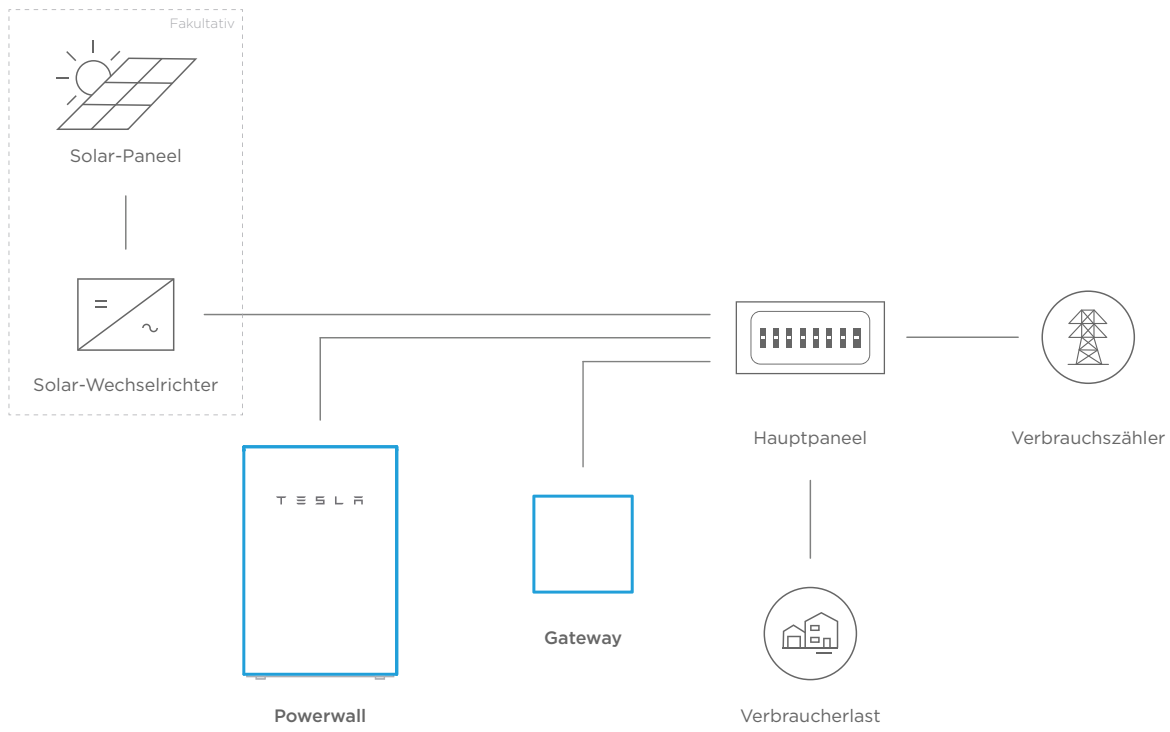 Fakultativ
Solar-Paneel
Solar-Wechselrichter
Hauptpaneel
Verbrauchszähler
TESLA
Gateway
Powerwall
Verbraucherlast